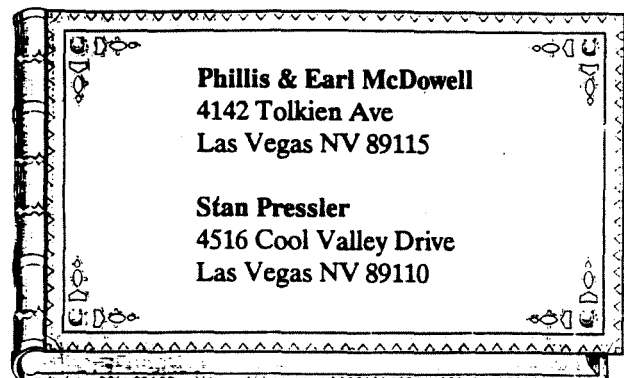 Phillis & Earl McDowell
4142 Tolkien Ave
Las Vegas NV 89115
Stan Pressler
4516 Cool Valley Drive
Las Vegas NV 89110